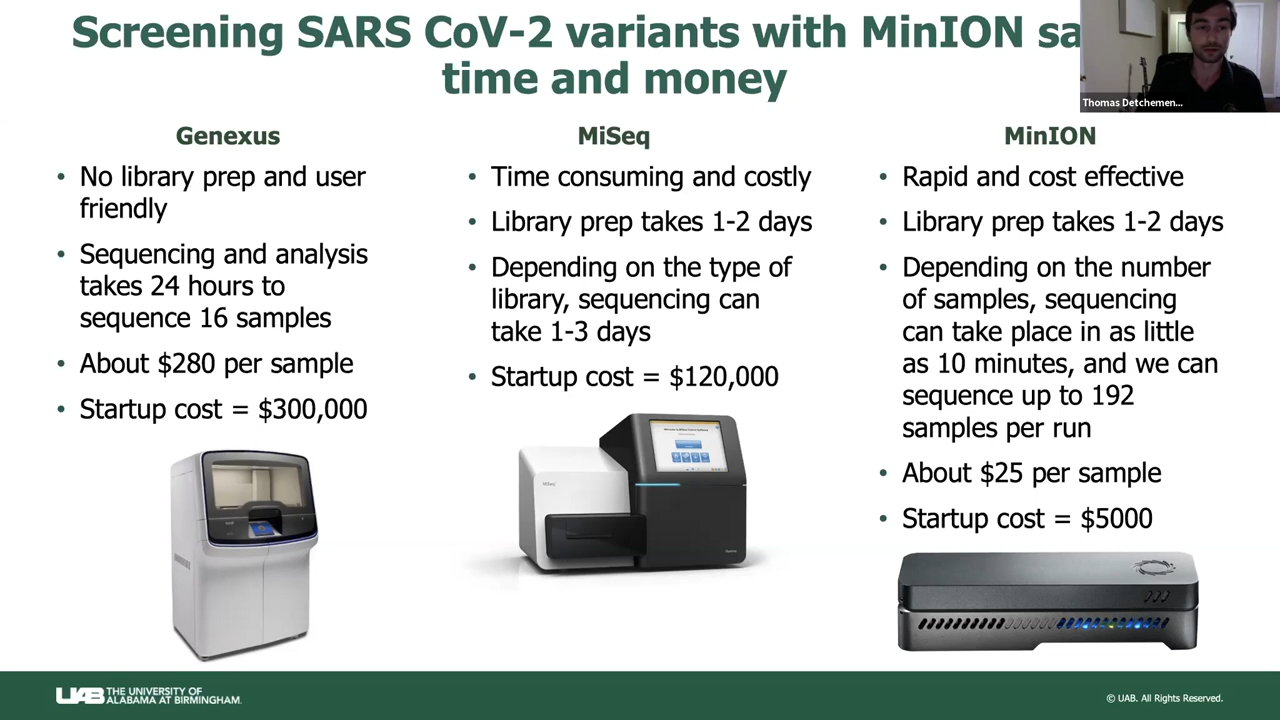 Screening SARS CoV-2 variants with MinION sa
time and money
Thomas Detchemen...
Genexus
• No library prep and user
friendly
• Sequencing and analysis
takes 24 hours to
sequence 16 samples
• About $280 per sample
• Startup cost = $300,000
MiSeq
• Time consuming and costly
• Library prep takes 1-2 days
• Depending on the type of
library, sequencing can
take 1-3 days
• Startup cost = $120,000
MiSeq
MinION
• Rapid and cost effective
• Library prep takes 1-2 days
• Depending on the number
of samples, sequencing
can take place in as little
as 10 minutes, and we can
sequence up to 192
samples per run
• About $25 per sample
• Startup cost = $5000
UAB THE UNIVERSITY OF
ALABAMA AT BIRMINGHAM.
© UAB. All Rights Reserved.